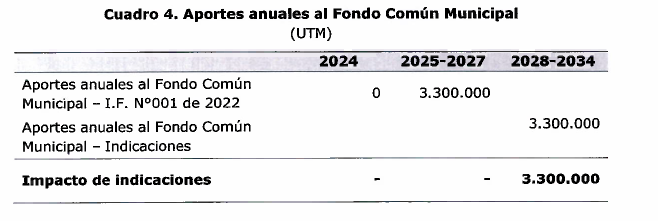 Cuadro 4. Aportes anuales al Fondo Común Municipal
(UTM)
2024 2025-2027 2028-2034
Aportes anuales al Fondo Común
Municipal – I.F. N°001 de 2022 0 3.300.000
Aportes anuales al Fondo Común 3.300.000
Municipal – Indicaciones
Impacto de indicaciones - - 3.300.000